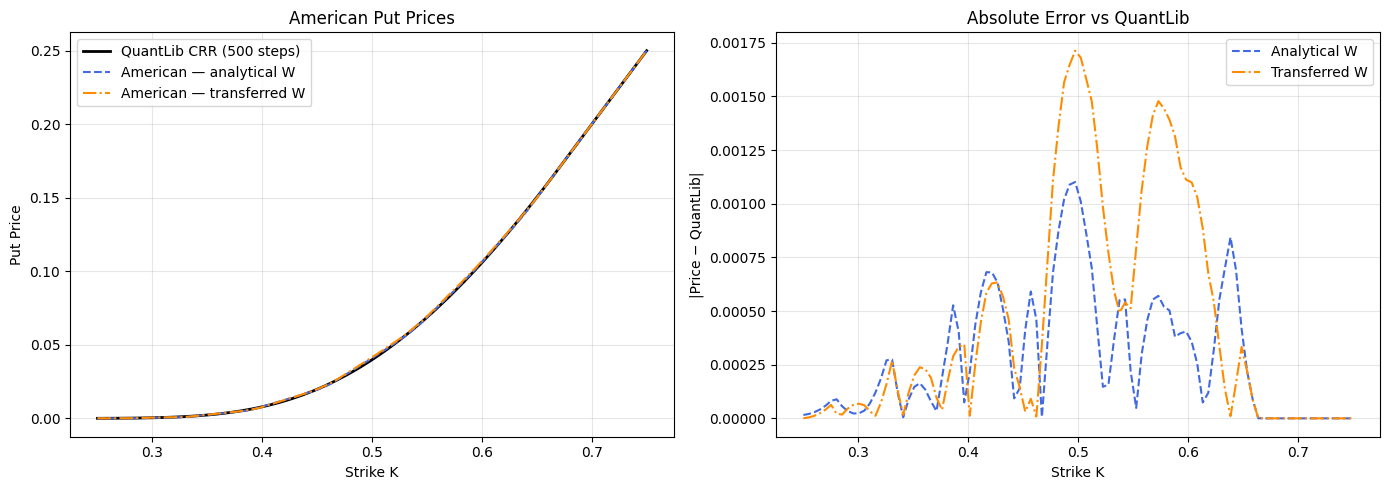 American Put Prices
QuantLib CRR (500 steps)
American — analytical W
American — transferred W
Put Price
0.25
0.20
0.15
0.10
0.05
0.00
0.3 0.4 0.5 0.6 0.7
Strike K
Absolute Error vs QuantLib
Analytical W
Transferred W
|Price − QuantLib|
0.00175
0.00150
0.00125
0.00100
0.00075
0.00050
0.00025
0.00000
0.3 0.4 0.5 0.6 0.7
Strike K